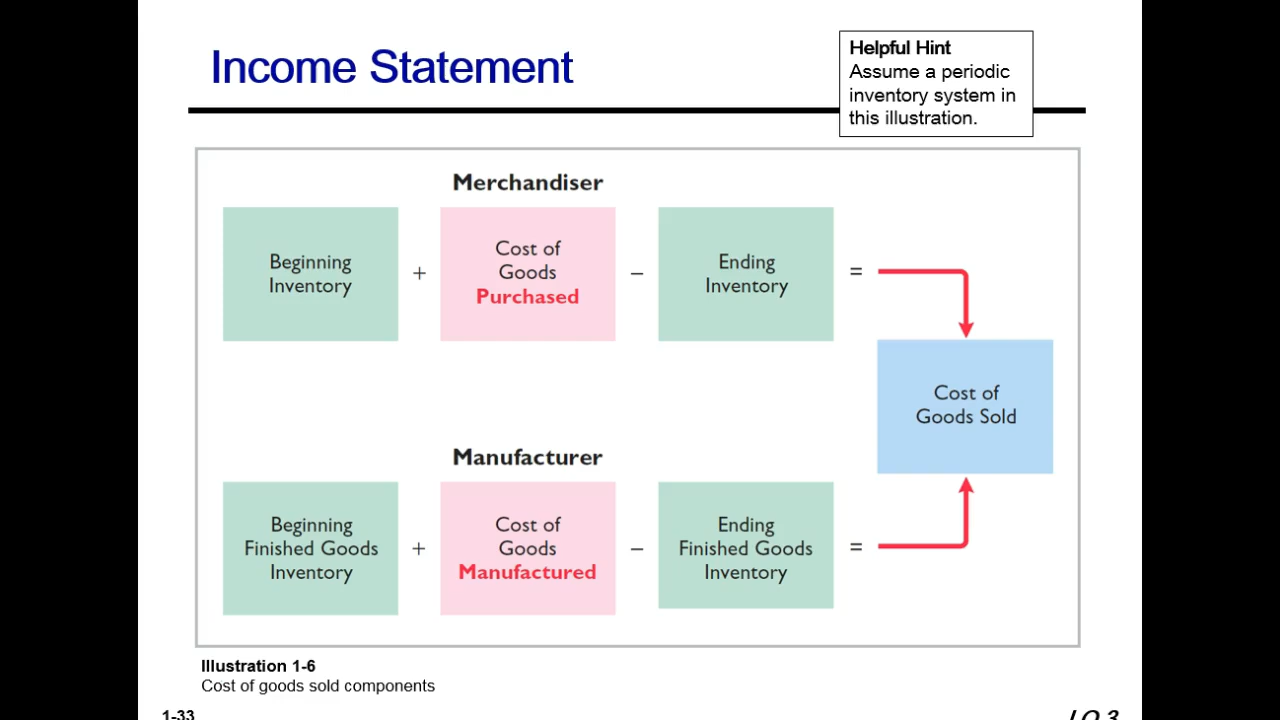 Income Statement
Helpful Hint
Assume a periodic
inventory system in
this illustration.
Merchandiser
Beginning
Inventory
+
Cost of
Goods
Purchased
–
Ending
Inventory
=
Cost of
Goods Sold
Manufacturer
Beginning
Finished Goods
Inventory
+
Cost of
Goods
Manufactured
–
Ending
Finished Goods
Inventory
=
Illustration 1-6
Cost of goods sold components
1-33
LO 3